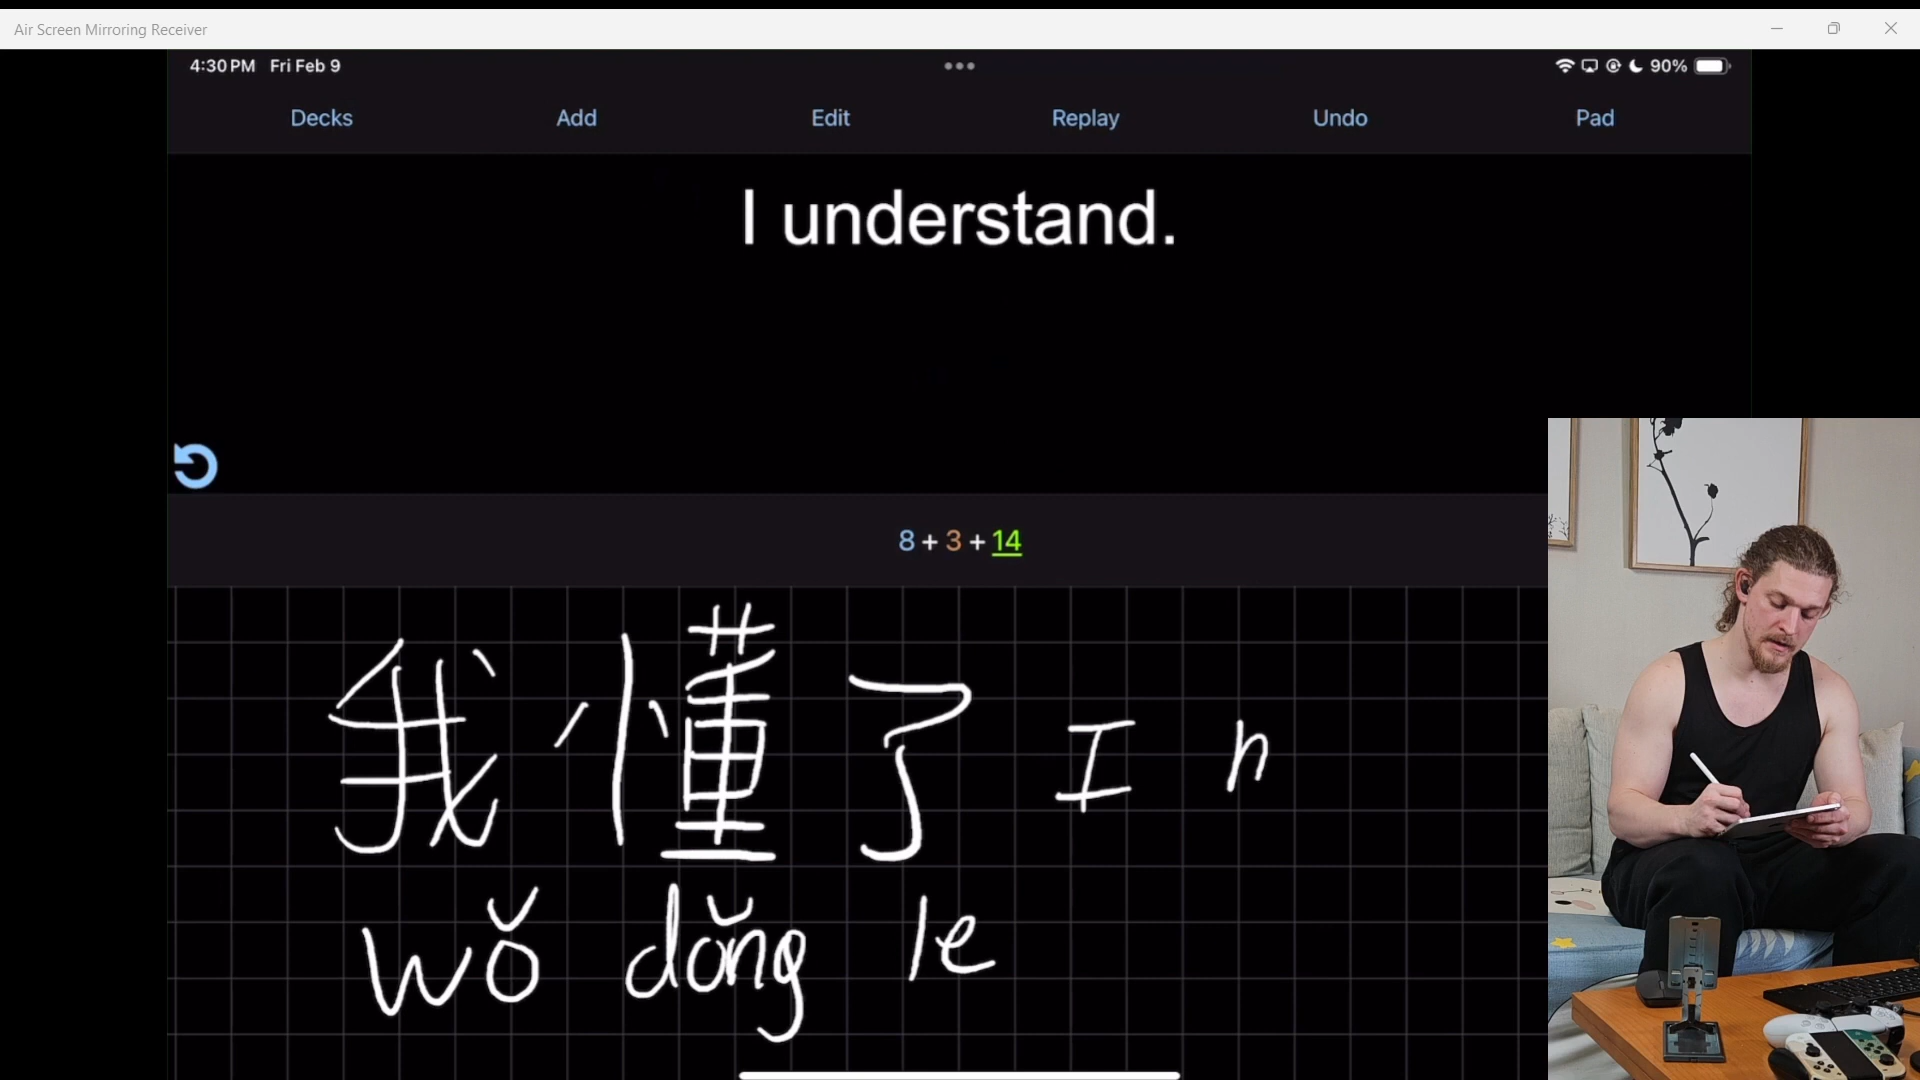 Air Screen Mirroring Receiver
4:30 PM Fri Feb 9
90%
Decks Add Edit Replay Undo Pad
I understand.
8 + 3 + 14
我懂了 I n
wǒ dǒng le